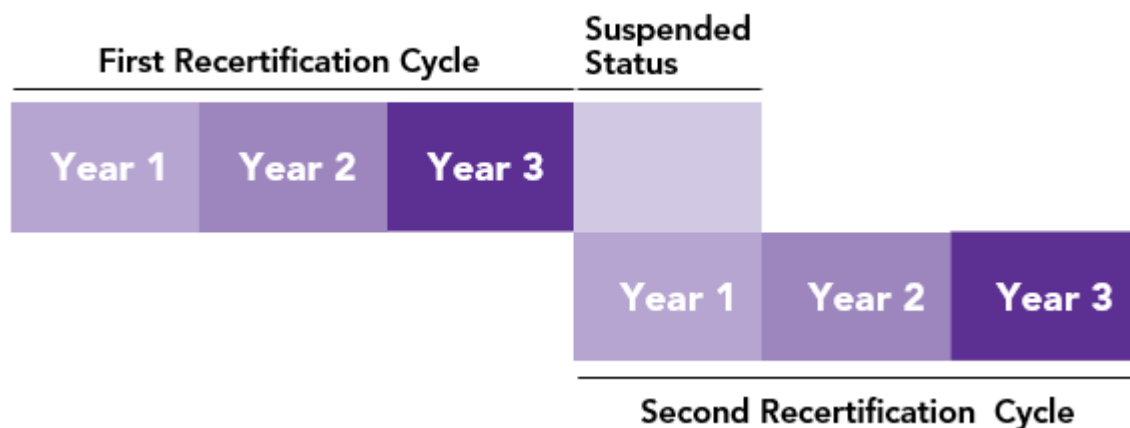 First Recertification Cycle
Suspended
Status
Year 1 Year 2 Year 3
Year 1 Year 2 Year 3
Second Recertification Cycle